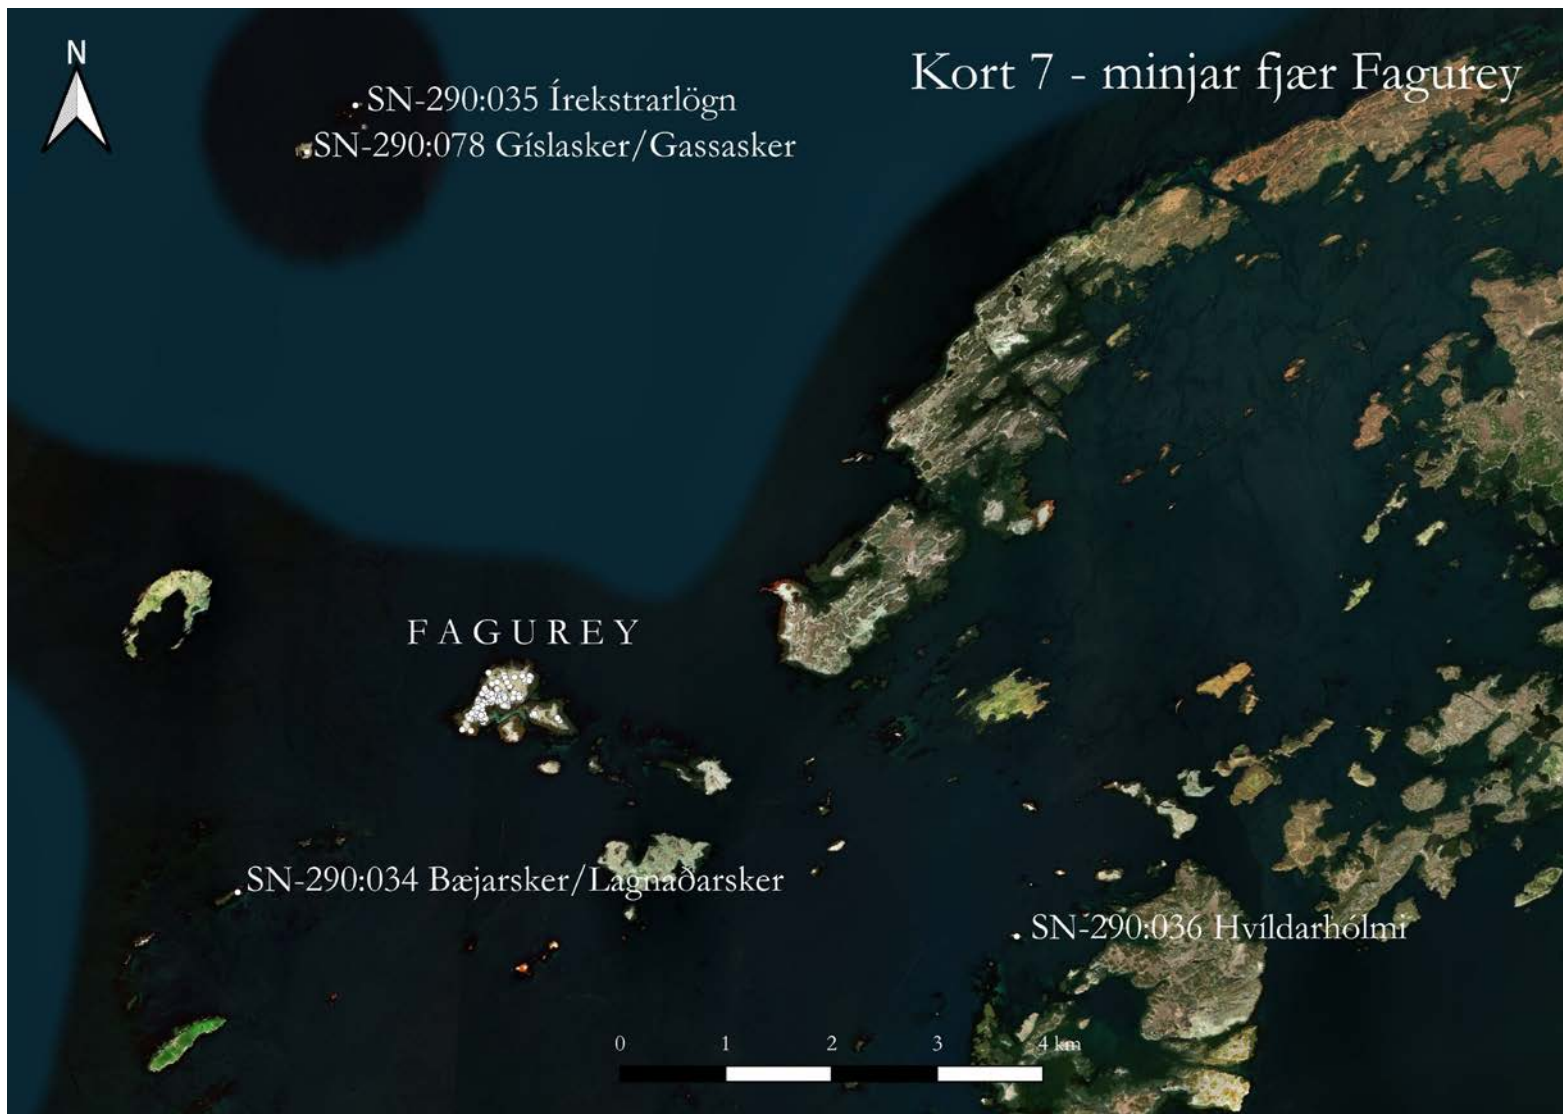 N
Kort 7 - minjar fjær Fagurey
SN-290:035 Írekstrarlögn
SN-290:078 Gíslasker/Gassasker
FAGUREY
SN-290:034 Bæjarsker/Lagnaðarsker
SN-290:036 Hvíldarhólmi
0 1 2 3 4 km